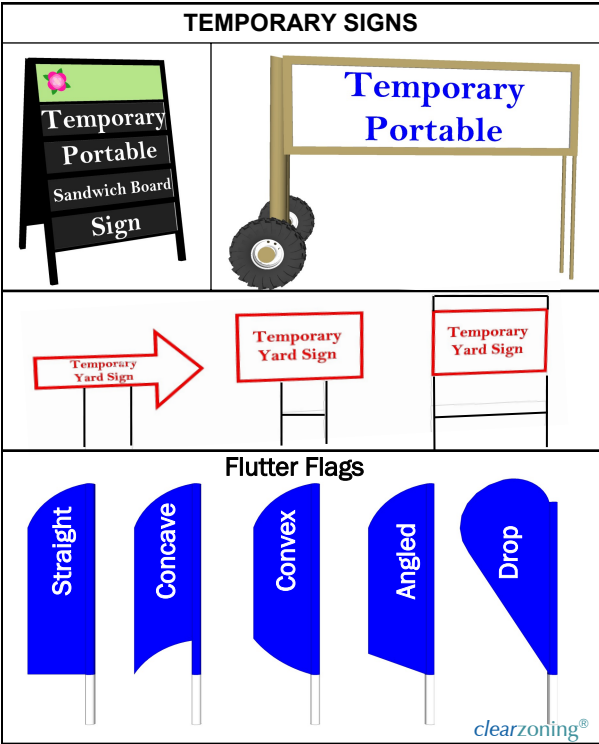 TEMPORARY SIGNS
Temporary
Portable
Sandwich Board
Sign
Temporary
Portable
Temporary
Yard Sign
Temporary
Yard Sign
Temporary
Yard Sign
Flutter Flags
Straight
Concave
Convex
Angled
Drop
clearzoning®